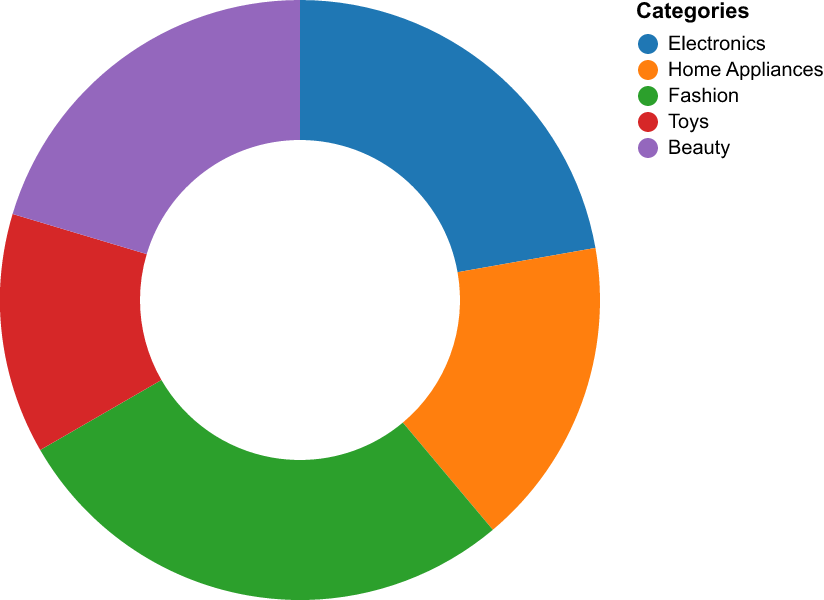 Categories
Electronics
Home Appliances
Fashion
Toys
Beauty